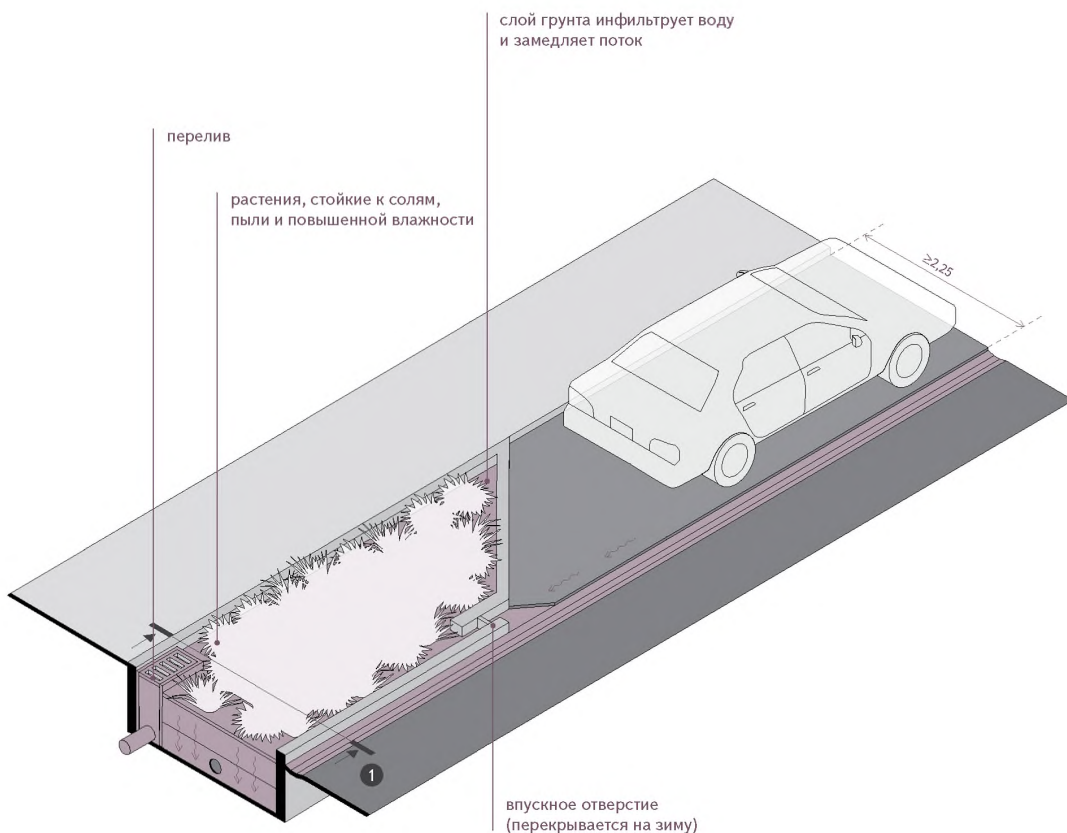 слой грунта инфильтрует воду
и замедляет поток
перелив
растения, стойкие к солям,
пыли и повышенной влажности
≥2,25
1
впускное отверстие
(перекрывается на зиму)